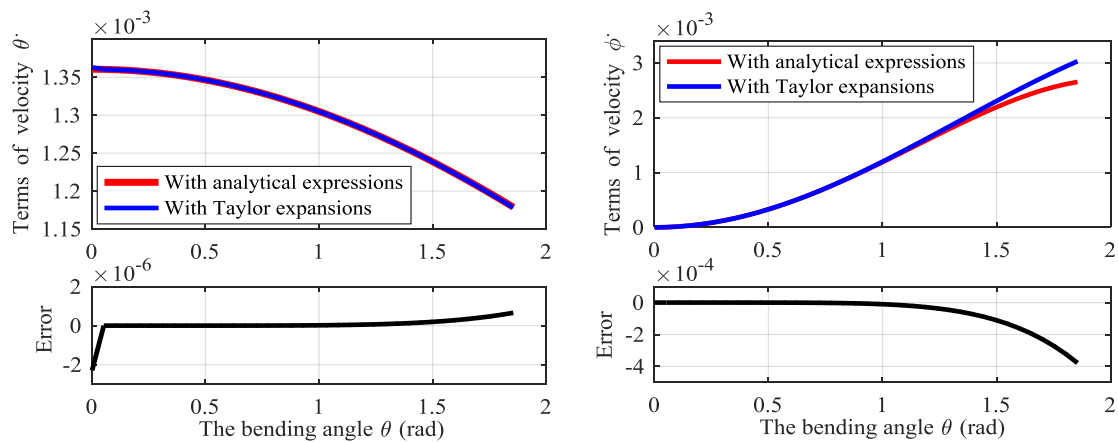 ×10⁻³
Terms of velocity θ̇
1.35
1.3
1.25
1.2
1.15
With analytical expressions
With Taylor expansions
0 0.5 1 1.5 2
×10⁻⁶
Error
2
0
-2
0 0.5 1 1.5 2
The bending angle θ (rad)
×10⁻³
Terms of velocity ϕ̇
3
2
1
0
With analytical expressions
With Taylor expansions
0 0.5 1 1.5 2
×10⁻⁴
Error
0
-2
-4
0 0.5 1 1.5 2
The bending angle θ (rad)